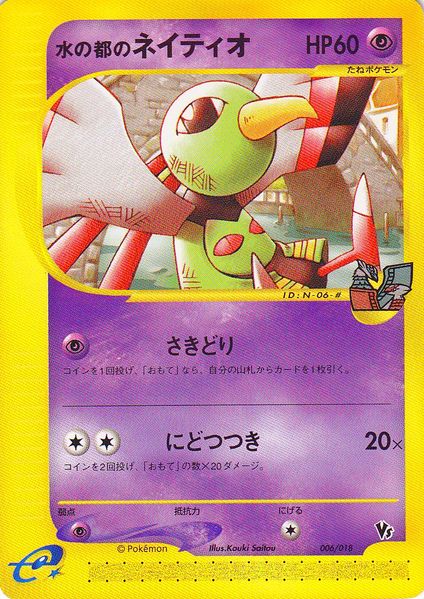 水の都のネイティオ HP60
たねポケモン
ID:N-06-#
さきどり
コインを1回投げ、「おもて」なら、自分の山札からカードを1枚引く。
にどつつき 20×
コインを2回投げ、「おもて」の数×20ダメージ。
弱点 抵抗力 にげる
© Pokémon Illus.Kouki Saitou 006/018 VS
e